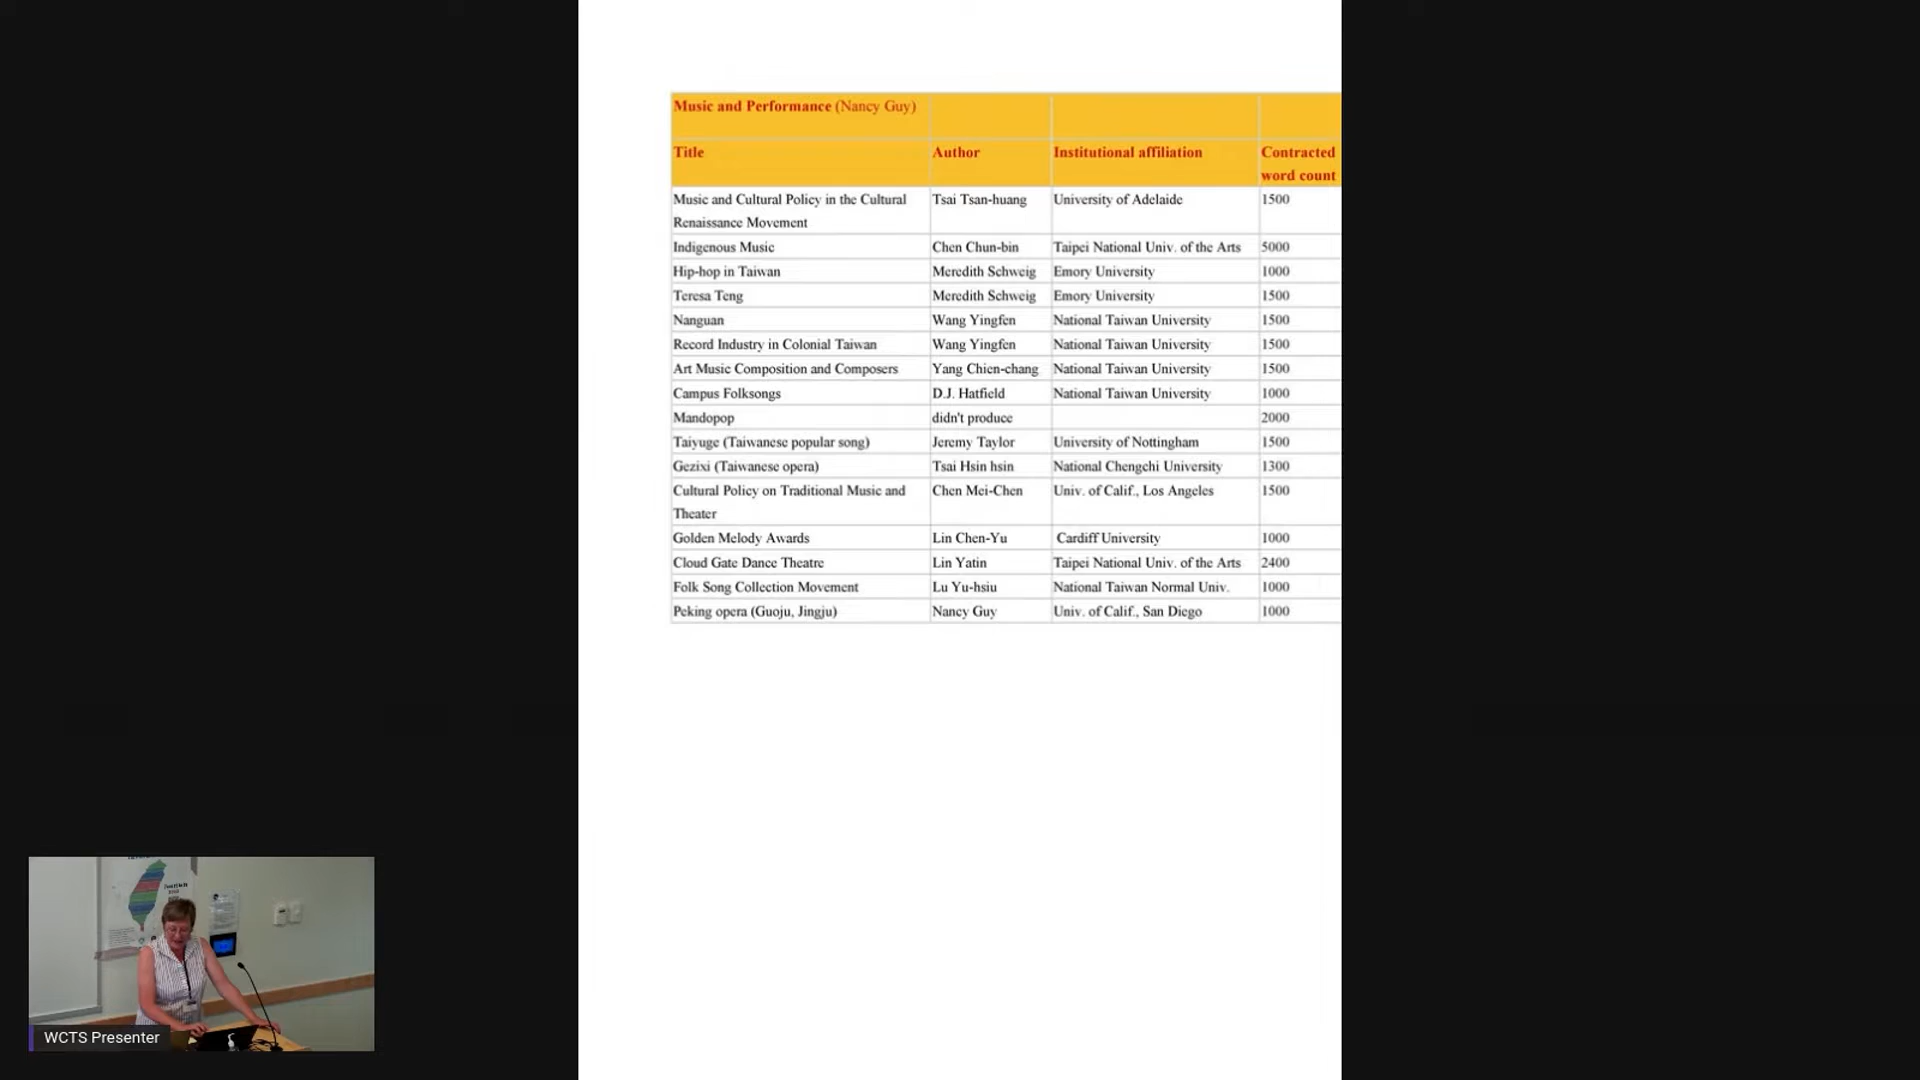 Music and Performance (Nancy Guy)
Title Author Institutional affiliation Contracted word count
Music and Cultural Policy in the Cultural Renaissance Movement Tsai Tsan-huang University of Adelaide 1500
Indigenous Music Chen Chun-bin Taipei National Univ. of the Arts 5000
Hip-hop in Taiwan Meredith Schweig Emory University 1000
Teresa Teng Meredith Schweig Emory University 1500
Nanguan Wang Yingfen National Taiwan University 1500
Record Industry in Colonial Taiwan Wang Yingfen National Taiwan University 1500
Art Music Composition and Composers Yang Chien-chang National Taiwan University 1500
Campus Folksongs D.J. Hatfield National Taiwan University 1000
Mandopop didn't produce 2000
Taiyuge (Taiwanese popular song) Jeremy Taylor University of Nottingham 1500
Gezixi (Taiwanese opera) Tsai Hsin hsin National Chengchi University 1300
Cultural Policy on Traditional Music and Theater Chen Mei-Chen Univ. of Calif., Los Angeles 1500
Golden Melody Awards Lin Chen-Yu Cardiff University 1000
Cloud Gate Dance Theatre Lin Yatin Taipei National Univ. of the Arts 2400
Folk Song Collection Movement Lu Yu-hsiu National Taiwan Normal Univ. 1000
Peking opera (Guoju, Jingju) Nancy Guy Univ. of Calif., San Diego 1000
WCTS Presenter